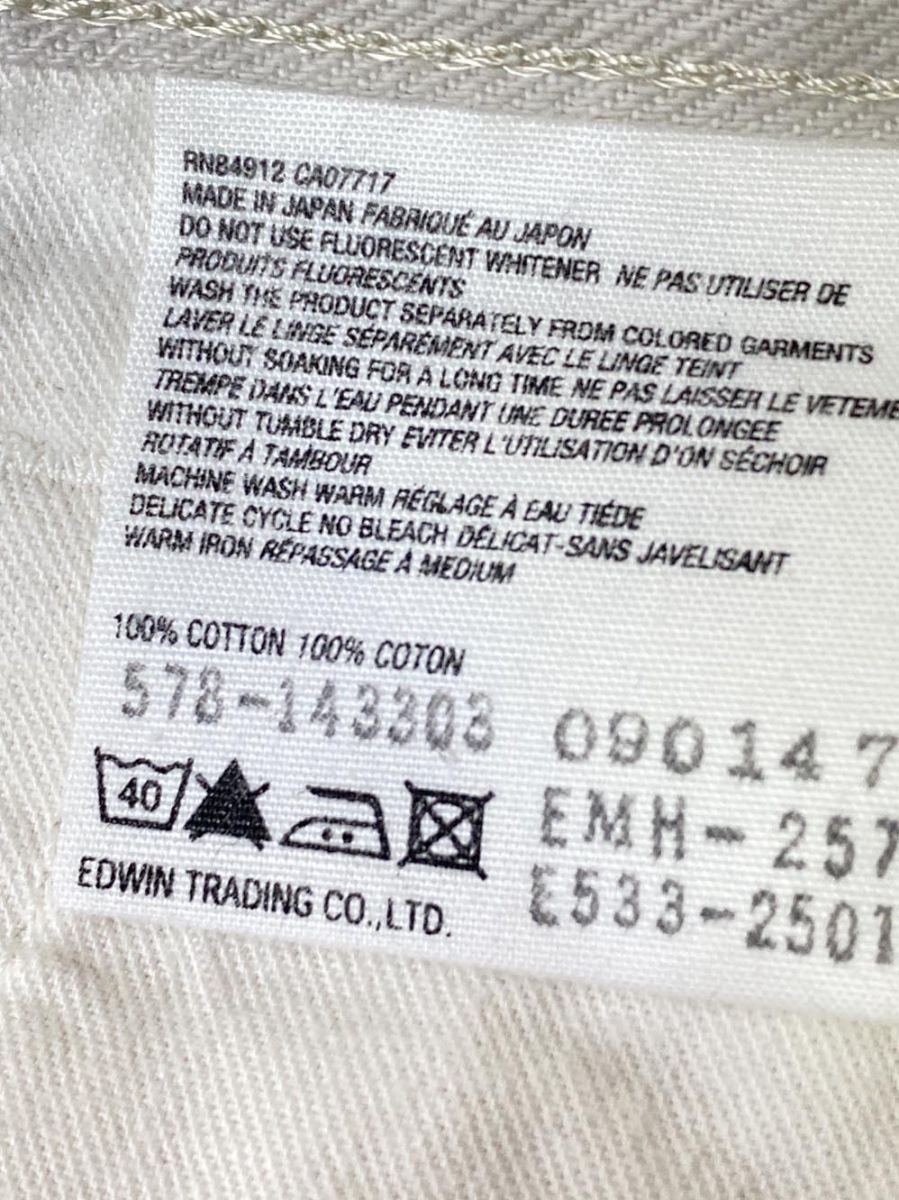 RN84912 CA07717
MADE IN JAPAN FABRIQUÉ AU JAPON
DO NOT USE FLUORESCENT WHITENER NE PAS UTILISER DE
PRODUITS FLUORESCENTS
WASH THE PRODUCT SEPARATELY FROM COLORED GARMENTS
LAVER LE LINGE SÉPARÉMENT AVEC LE LINGE TEINT
WITHOUT SOAKING FOR A LONG TIME NE PAS LAISSER LE VETEME
TREMPE DANS L'EAU PENDANT UNE DUREE PROLONGEE
WITHOUT TUMBLE DRY EVITER L'UTILISATION D'ON SÉCHOIR
ROTATIF À TAMBOUR
MACHINE WASH WARM RÉGLAGE À EAU TIÉDE
DELICATE CYCLE NO BLEACH DÉLICAT-SANS JAVELISANT
WARM IRON RÉPASSAGE À MEDIUM
100% COTTON 100% COTON
578-143303 090147
40 EMH-257
EDWIN TRADING CO.,LTD. E533-2501